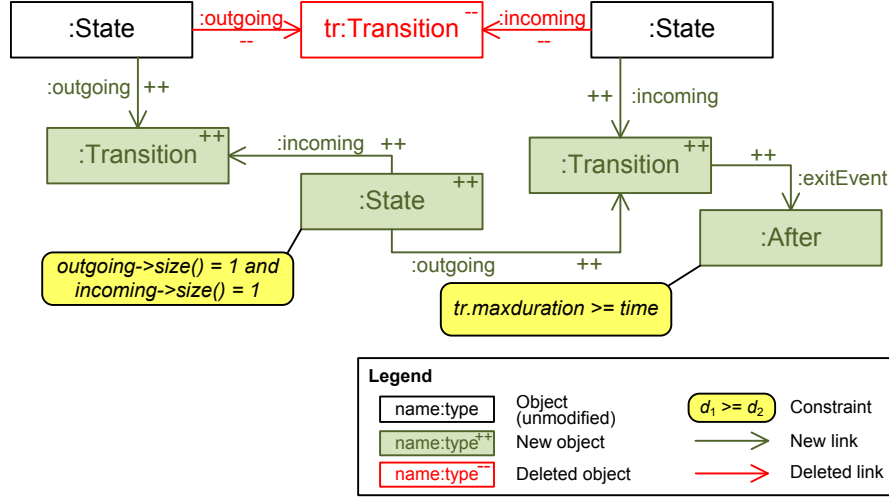 :outgoing
--
:incoming
--
:State
tr:Transition --
:State
:outgoing
++
++
:incoming
:Transition ++
:incoming
++
:Transition ++
++
:exitEvent
:State ++
:After
outgoing->size() = 1 and
incoming->size() = 1
:outgoing
++
tr.maxduration >= time
Legend
name:type
Object
(unmodified)
d1 >= d2
Constraint
name:type++
New object
New link
name:type--
Deleted object
Deleted link